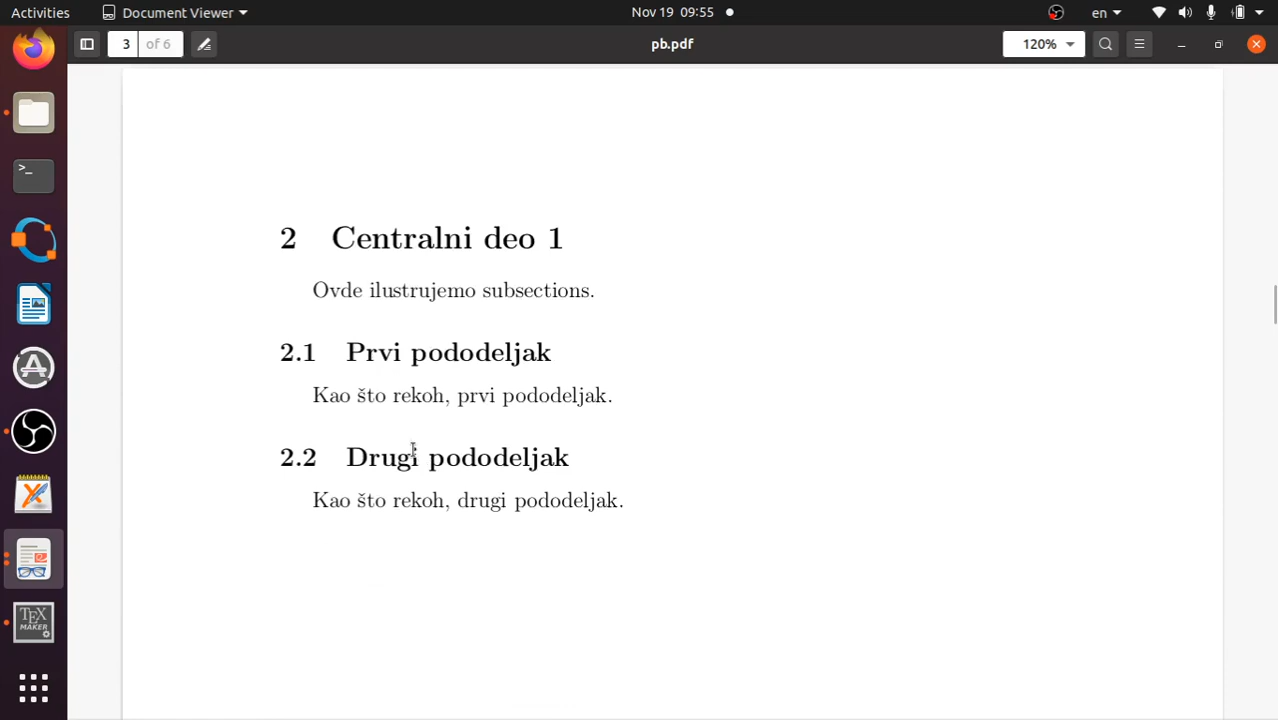 Activities
Document Viewer
Nov 19 09:55
en
3
of 6
pb.pdf
120%
2 Centralni deo 1
Ovde ilustrujemo subsections.
2.1 Prvi pododeljak
Kao što rekoh, prvi pododeljak.
2.2 Drugi pododeljak
Kao što rekoh, drugi pododeljak.
TEX
MAKER